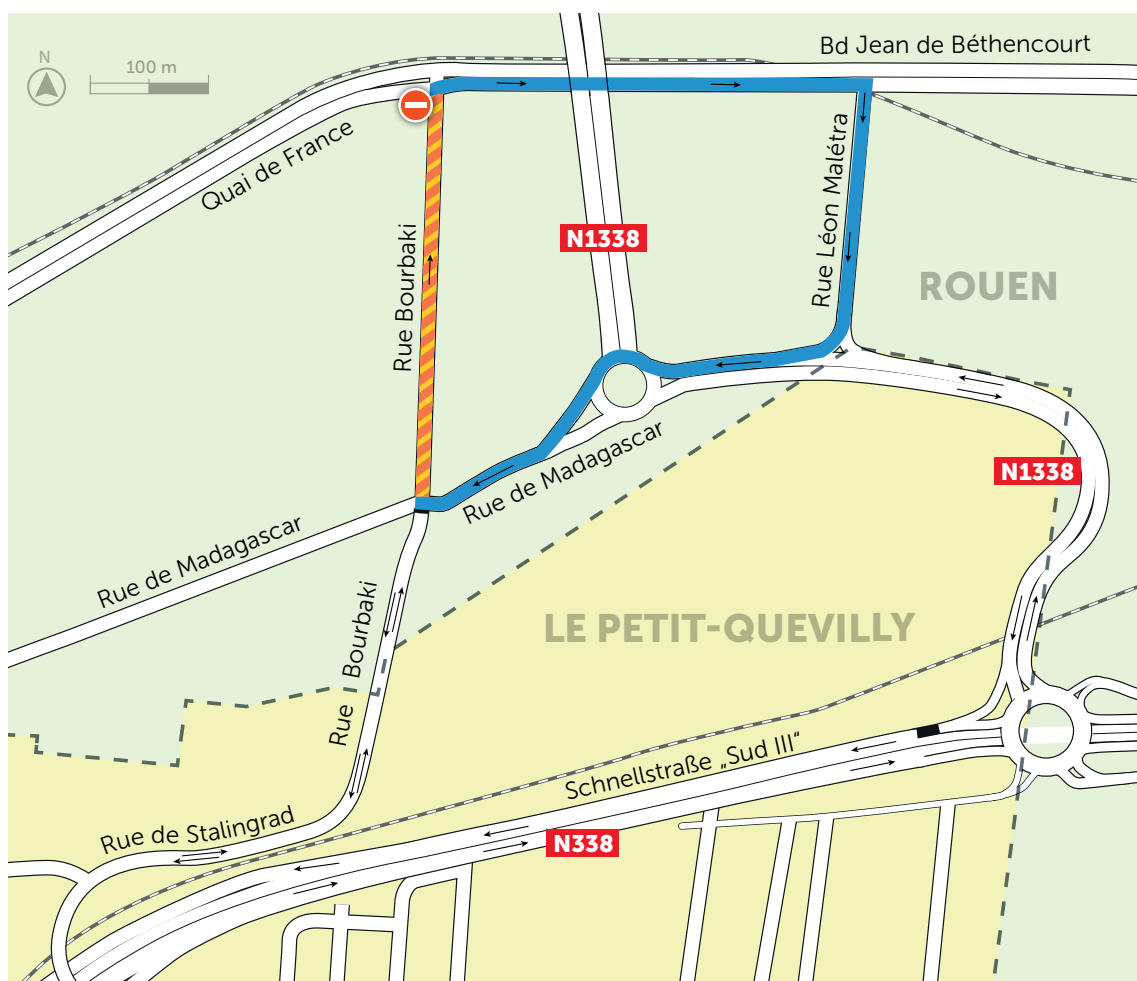 Bd Jean de Béthencourt
N
100 m
Quai de France
Rue Léon Malétra
Rue Bourbaki
N1338
ROUEN
Rue de Madagascar
N1338
Rue de Madagascar
Rue Bourbaki
LE PETIT-QUEVILLY
Schnellstraße „Sud III“
Rue de Stalingrad
N338